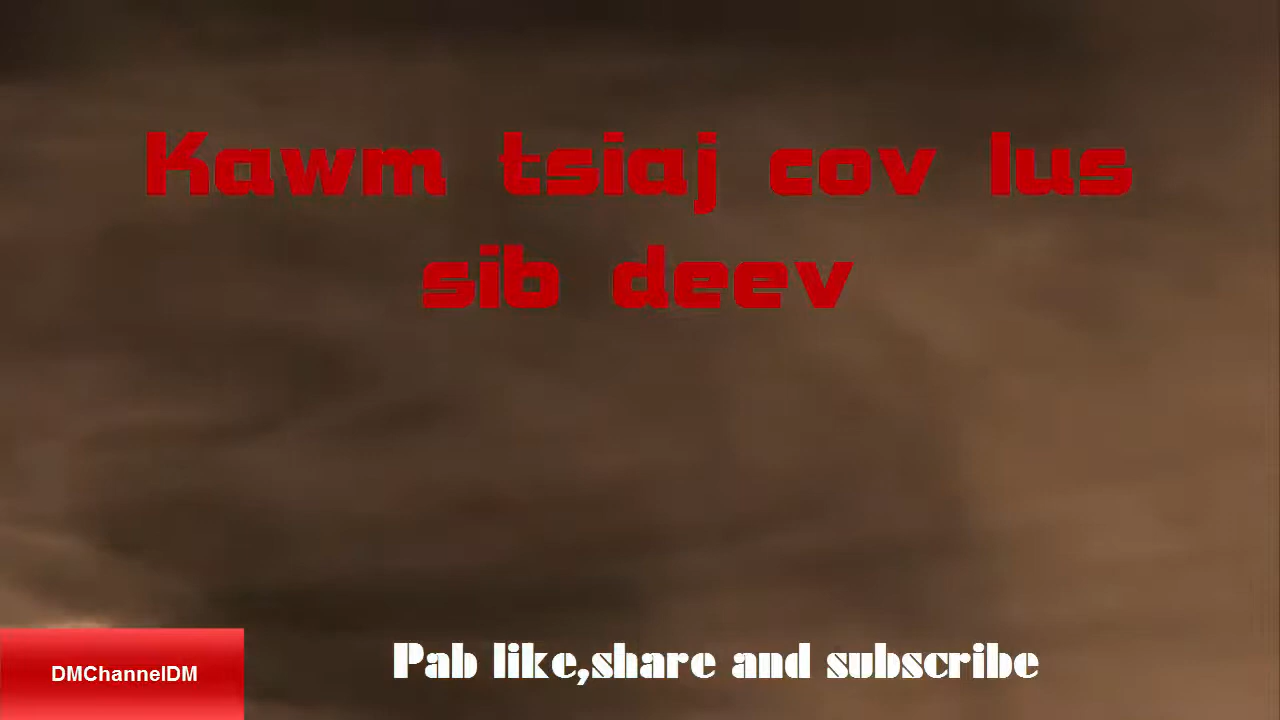 Kawm tsiaj cov lus
sib deev
DMChannelDM
Pab like,share and subscribe